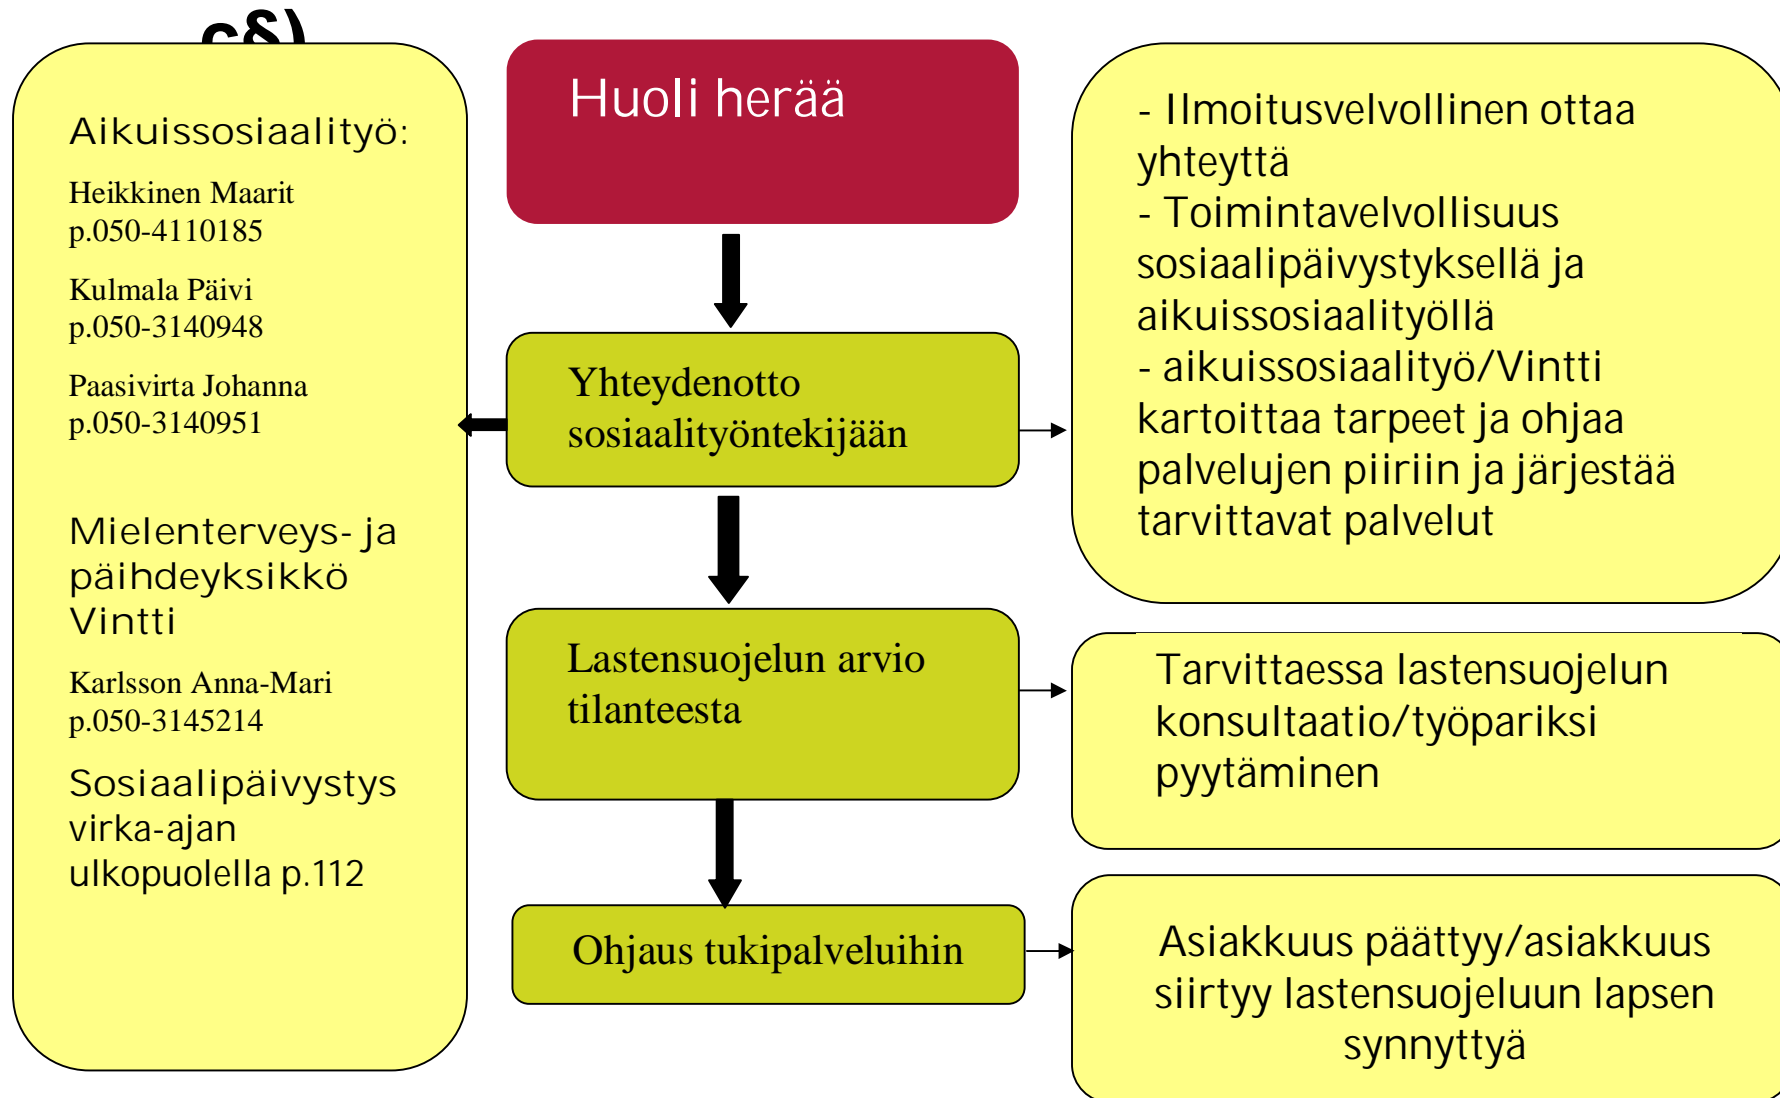 c§)
Aikuissosiaalityö:
Heikkinen Maarit
p.050-4110185
Kulmala Päivi
p.050-3140948
Paasivirta Johanna
p.050-3140951
Mielenterveys- ja
päihdeyksikkö
Vintti
Karlsson Anna-Mari
p.050-3145214
Sosiaalipäivystys
virka-ajan
ulkopuolella p.112
Huoli herää
Yhteydenotto
sosiaalityöntekijään
Lastensuojelun arvio
tilanteesta
Ohjaus tukipalveluihin
- Ilmoitusvelvollinen ottaa
yhteyttä
- Toimintavelvollisuus
sosiaalipäivystyksellä ja
aikuissosiaalityöllä
- aikuissosiaalityö/Vintti
kartoittaa tarpeet ja ohjaa
palvelujen piiriin ja järjestää
tarvittavat palvelut
Tarvittaessa lastensuojelun
konsultaatio/työpariksi
pyytäminen
Asiakkuus päättyy/asiakkuus
siirtyy lastensuojeluun lapsen
synnyttyä